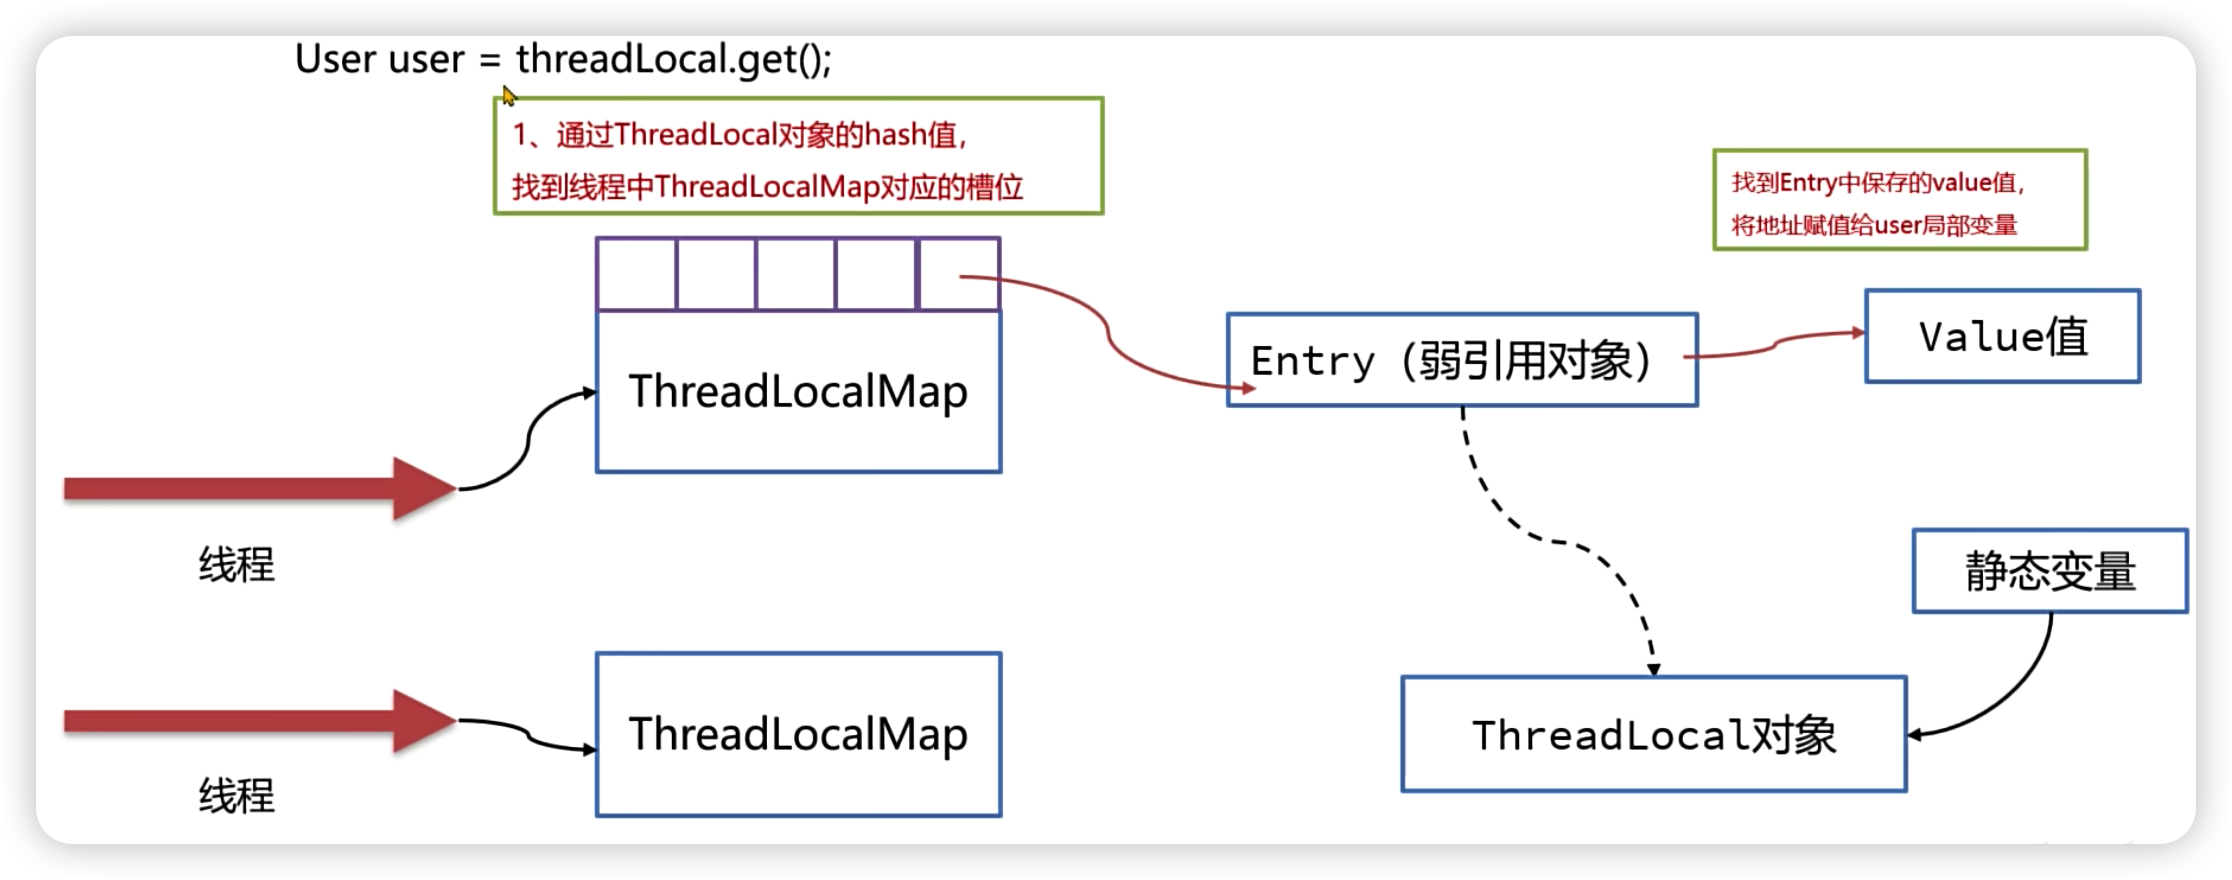 User user = threadLocal.get();
1、通过ThreadLocal对象的hash值，
找到线程中ThreadLocalMap对应的槽位
找到Entry中保存的value值，
将地址赋值给user局部变量
Entry（弱引用对象）
Value值
ThreadLocalMap
线程
静态变量
ThreadLocalMap
ThreadLocal对象
线程